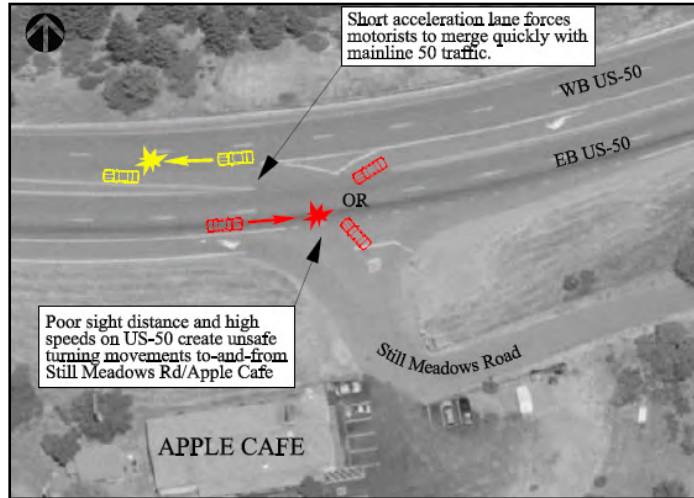 Short acceleration lane forces
motorists to merge quickly with
mainline 50 traffic.
WB US-50
EB US-50
OR
Poor sight distance and high
speeds on US-50 create unsafe
turning movements to-and-from
Still Meadows Rd/Apple Cafe
Still Meadows Road
APPLE CAFE